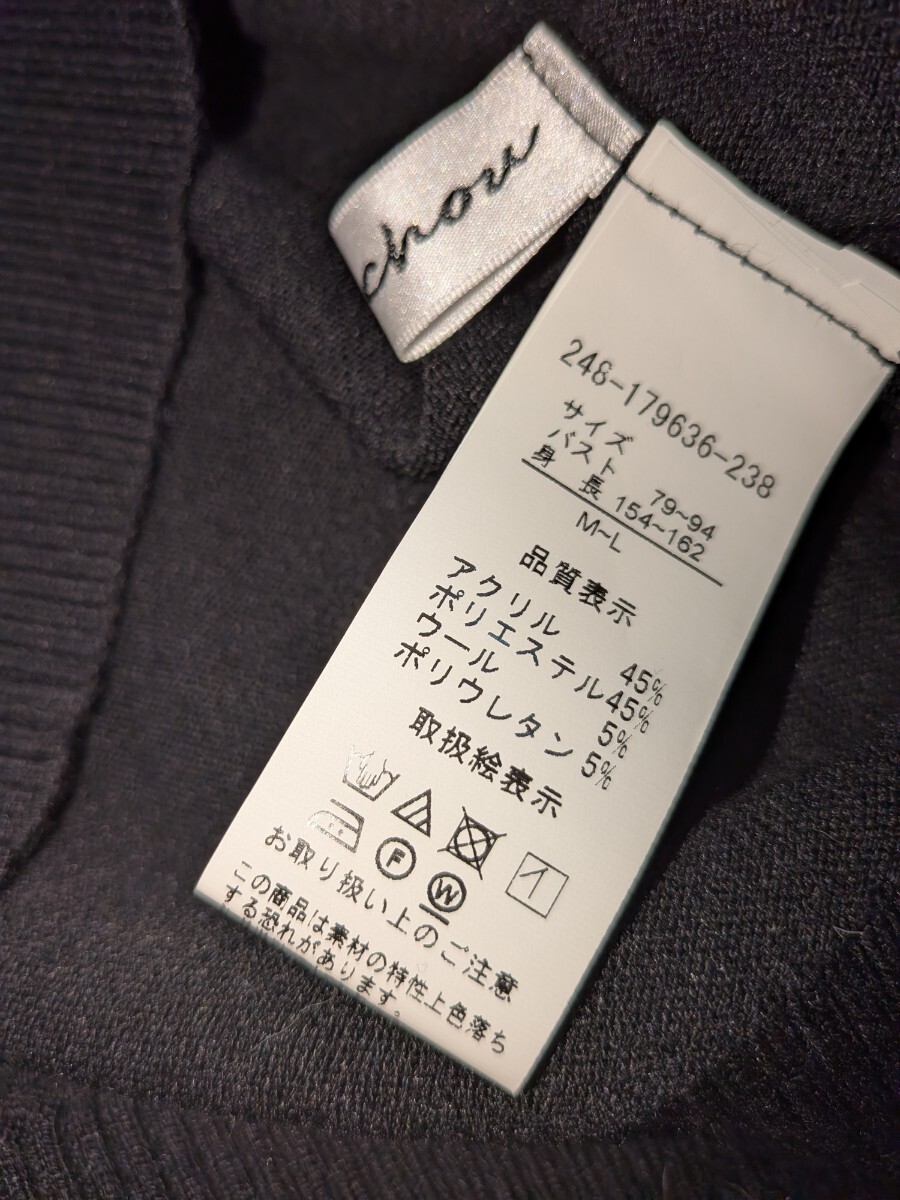 chou
248-179636-238
サイズ
バスト 79~94
身長 154~162
M~L
品質表示
アクリル 45%
ポリエステル 45%
ウール 5%
ポリウレタン 5%
取扱絵表示
F
W
お取り扱い上のご注意
この商品は素材の特性上色落ち
する恐れがあります。